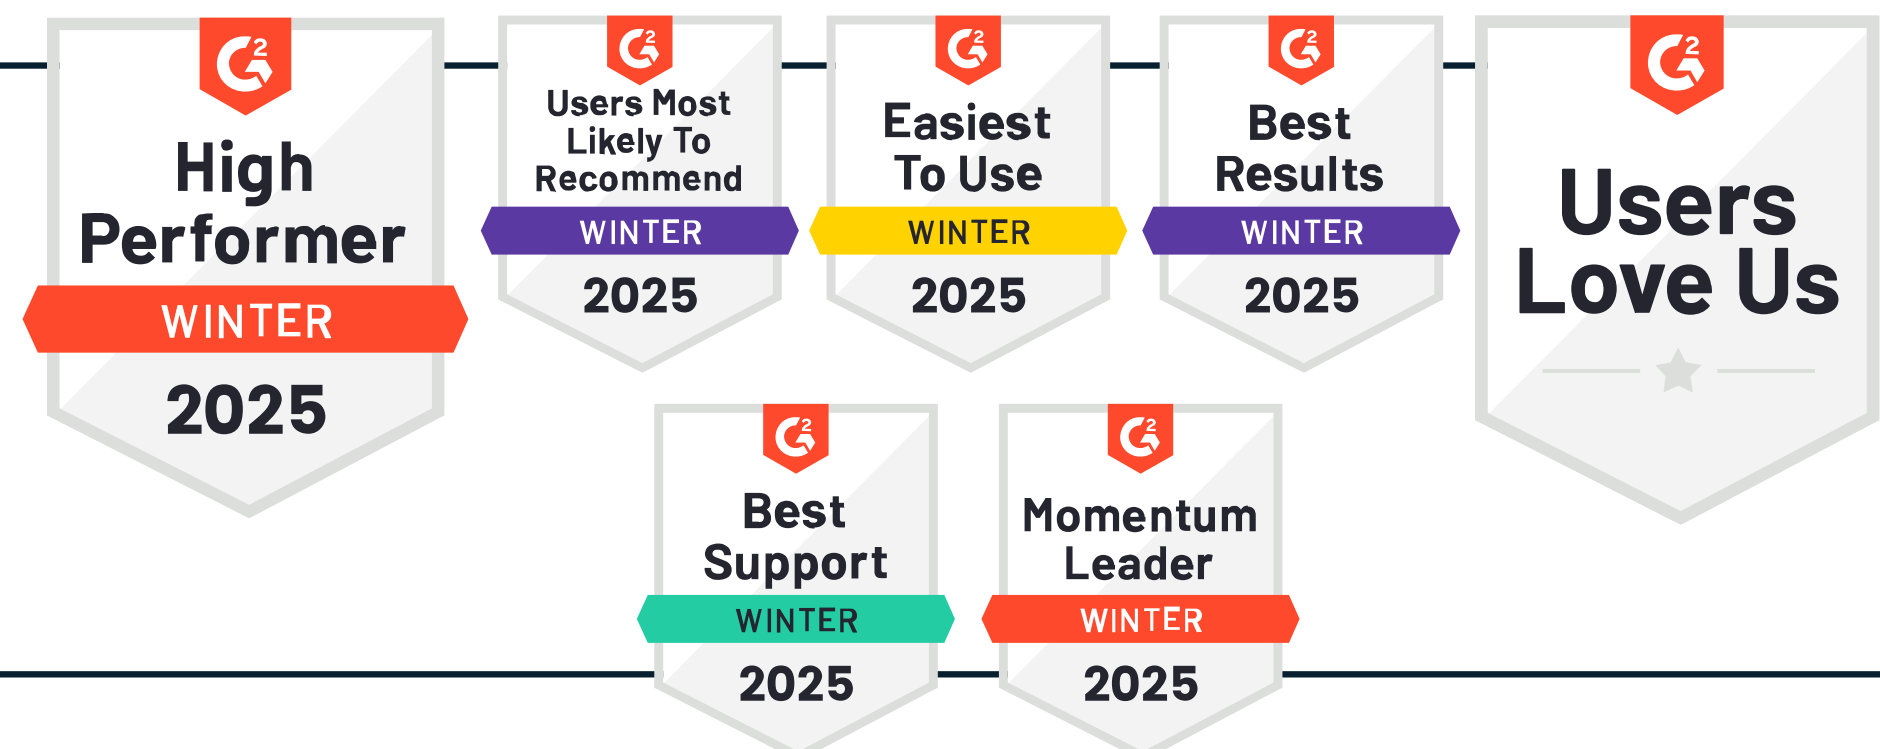 G2
High
Performer
WINTER
2025
G2
Users Most
Likely To
Recommend
WINTER
2025
G2
Easiest
To Use
WINTER
2025
G2
Best
Results
WINTER
2025
G2
Users
Love Us
G2
Best
Support
WINTER
2025
G2
Momentum
Leader
WINTER
2025